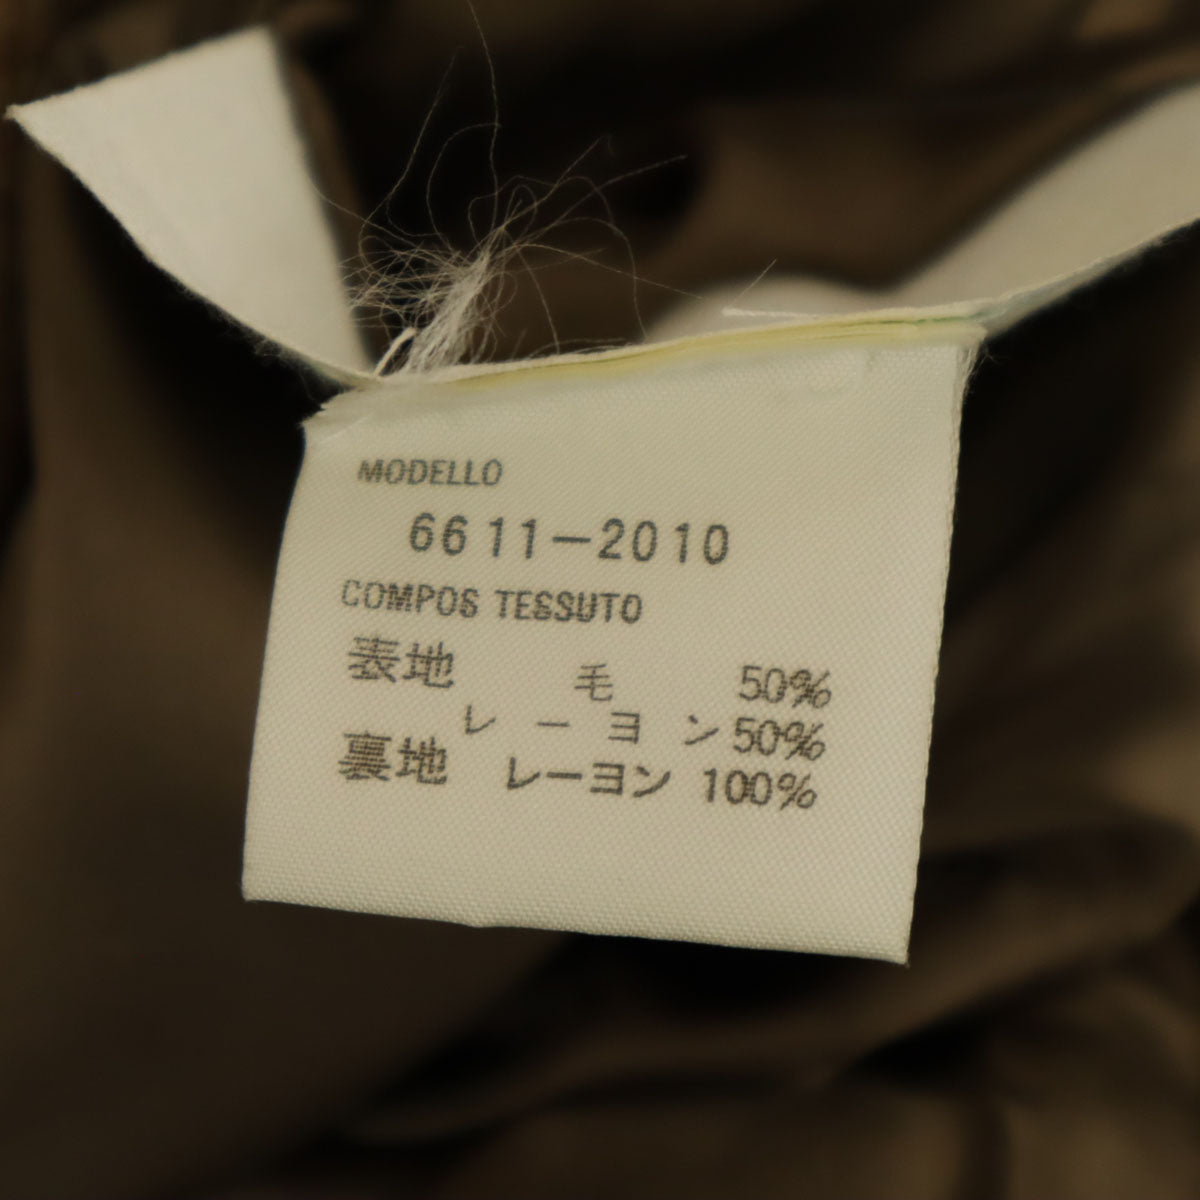 MODELLO
6611-2010
COMPOS TESSUTO
表地 毛 50%
レーヨン 50%
裏地 レーヨン 100%